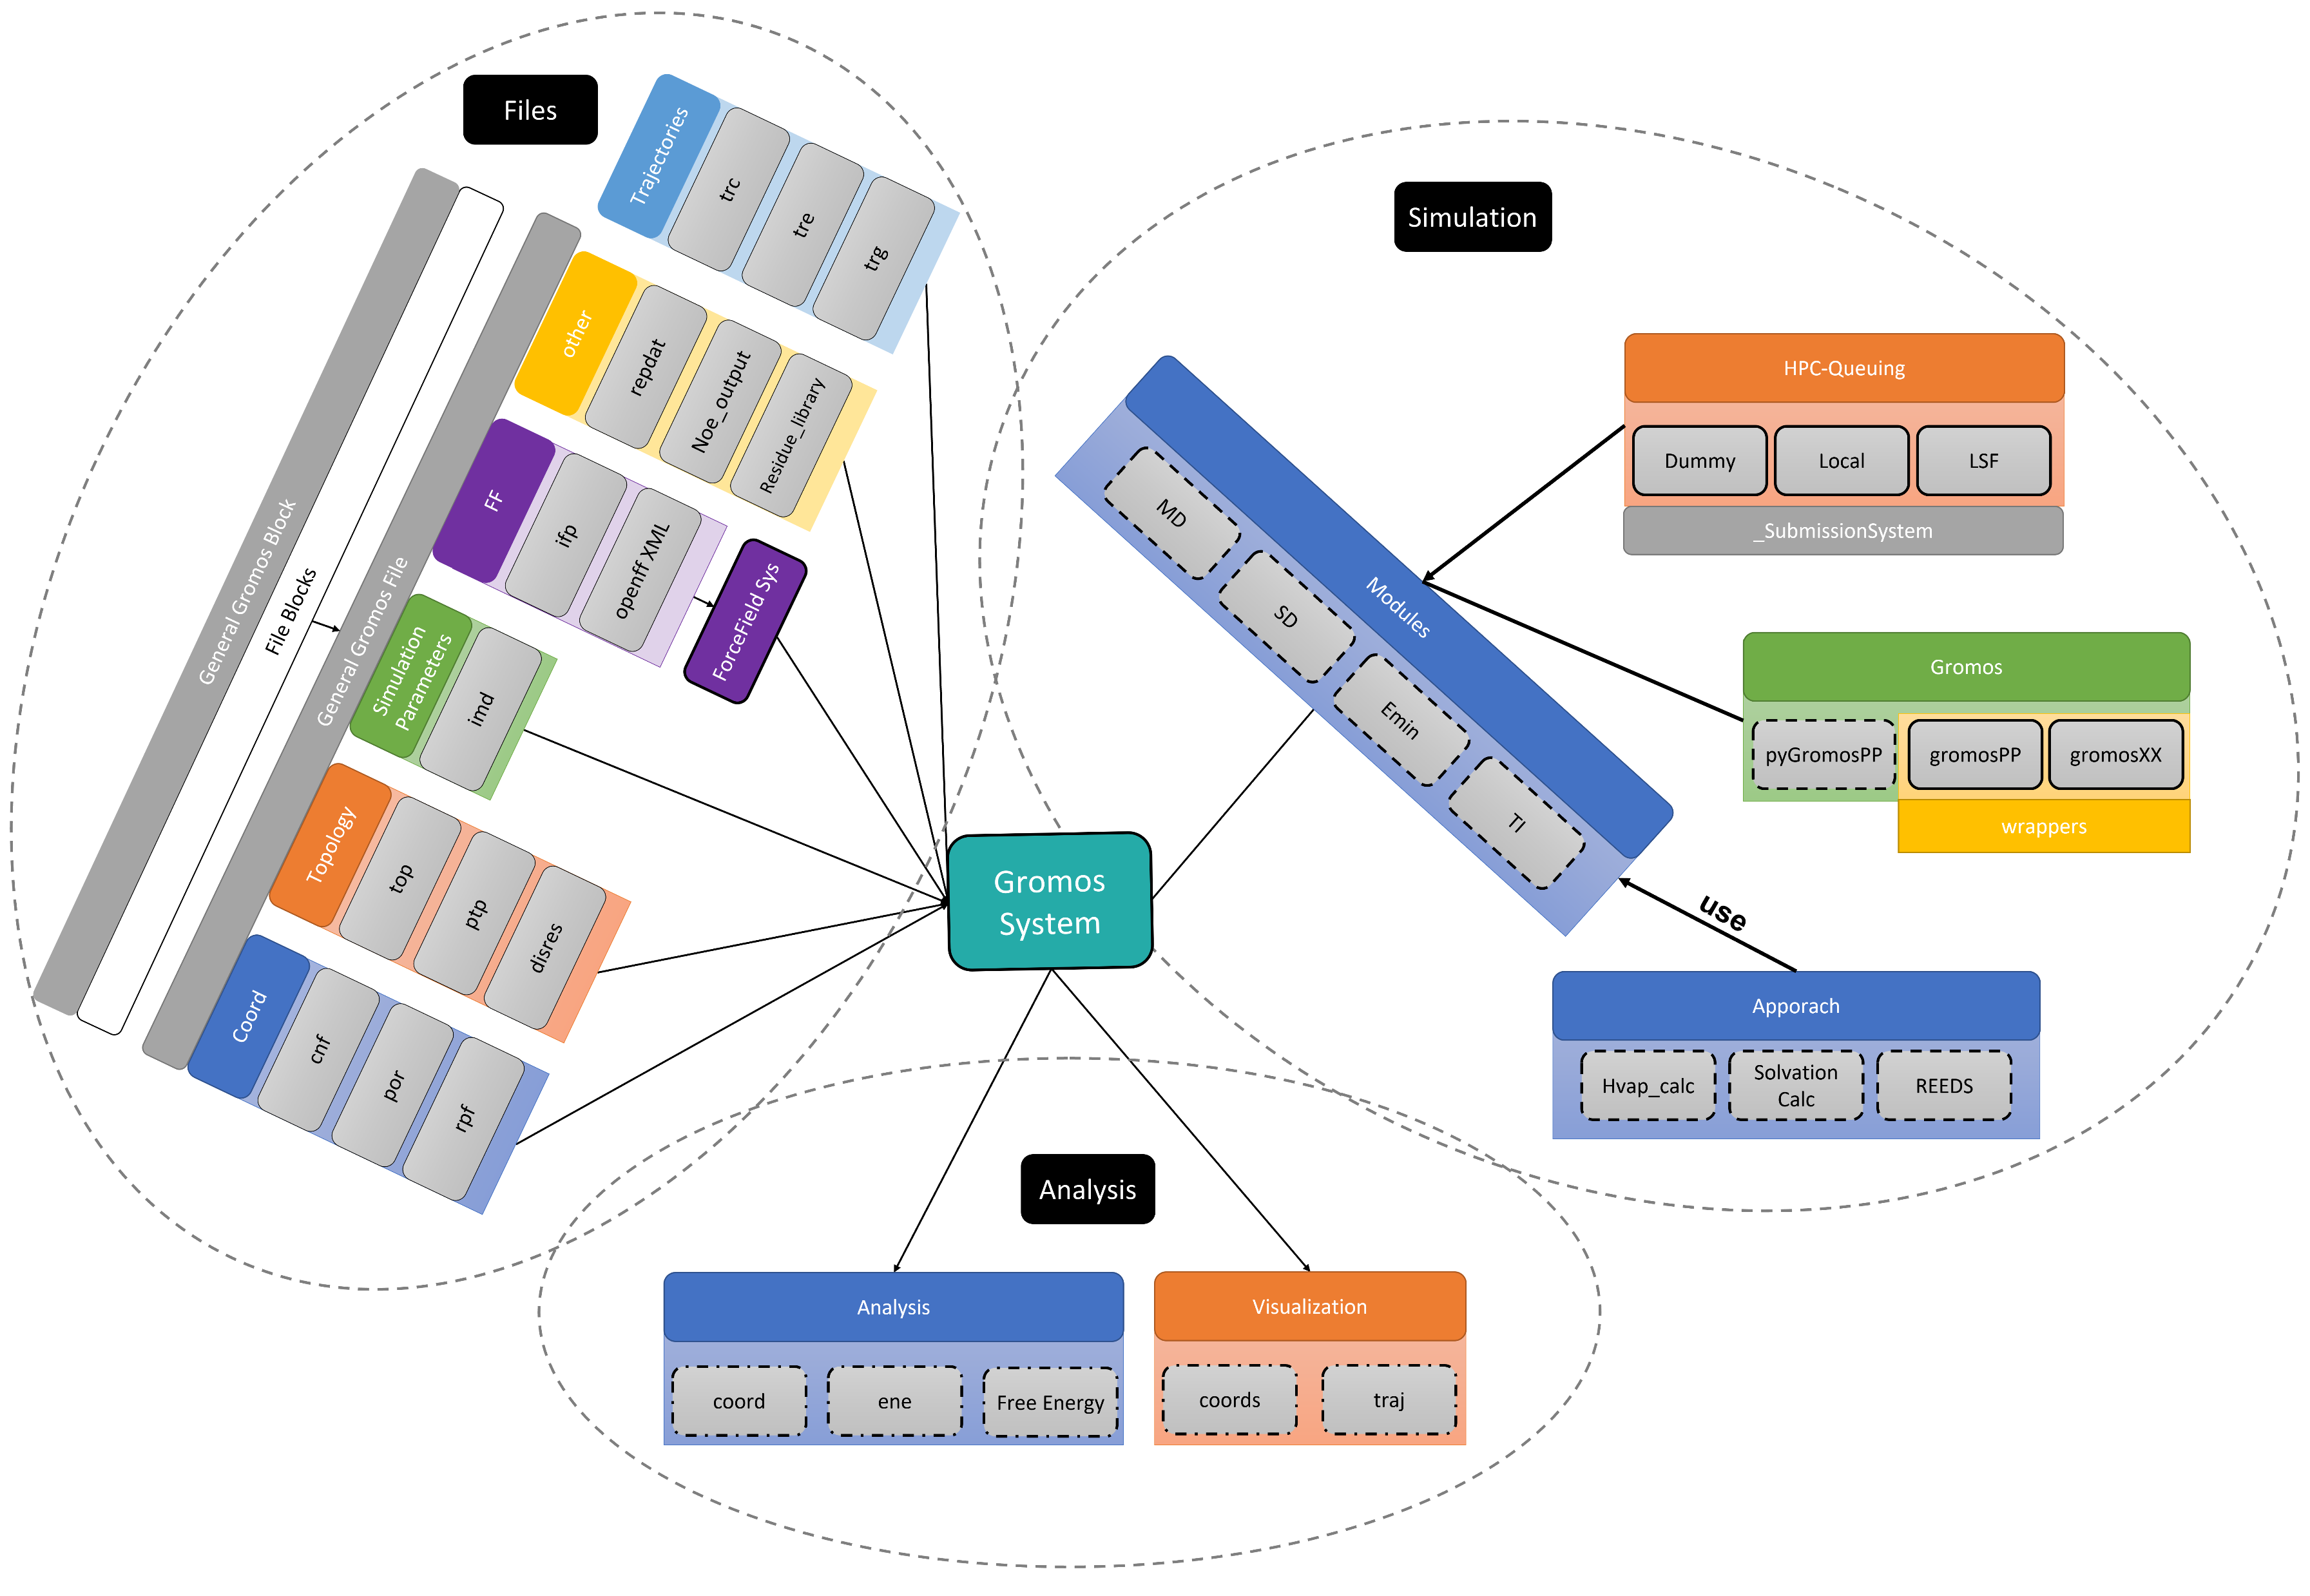 Files
Trajectories
trc
tre
trg
other
repdat
Noe_output
Residue_library
FF
ifp
openff XML
ForceField Sys
General Gromos Block
File Blocks
General Gromos File
Simulation
Parameters
imd
Topology
top
ptp
disres
Coord
cnf
por
rpf
Gromos
System
Simulation
HPC-Queuing
Dummy
Local
LSF
_SubmissionSystem
Modules
MD
SD
Emin
TI
Gromos
pyGromosPP
gromosPP
gromosXX
wrappers
use
Apporach
Hvap_calc
Solvation
Calc
REEDS
Analysis
Analysis
coord
ene
Free Energy
Visualization
coords
traj